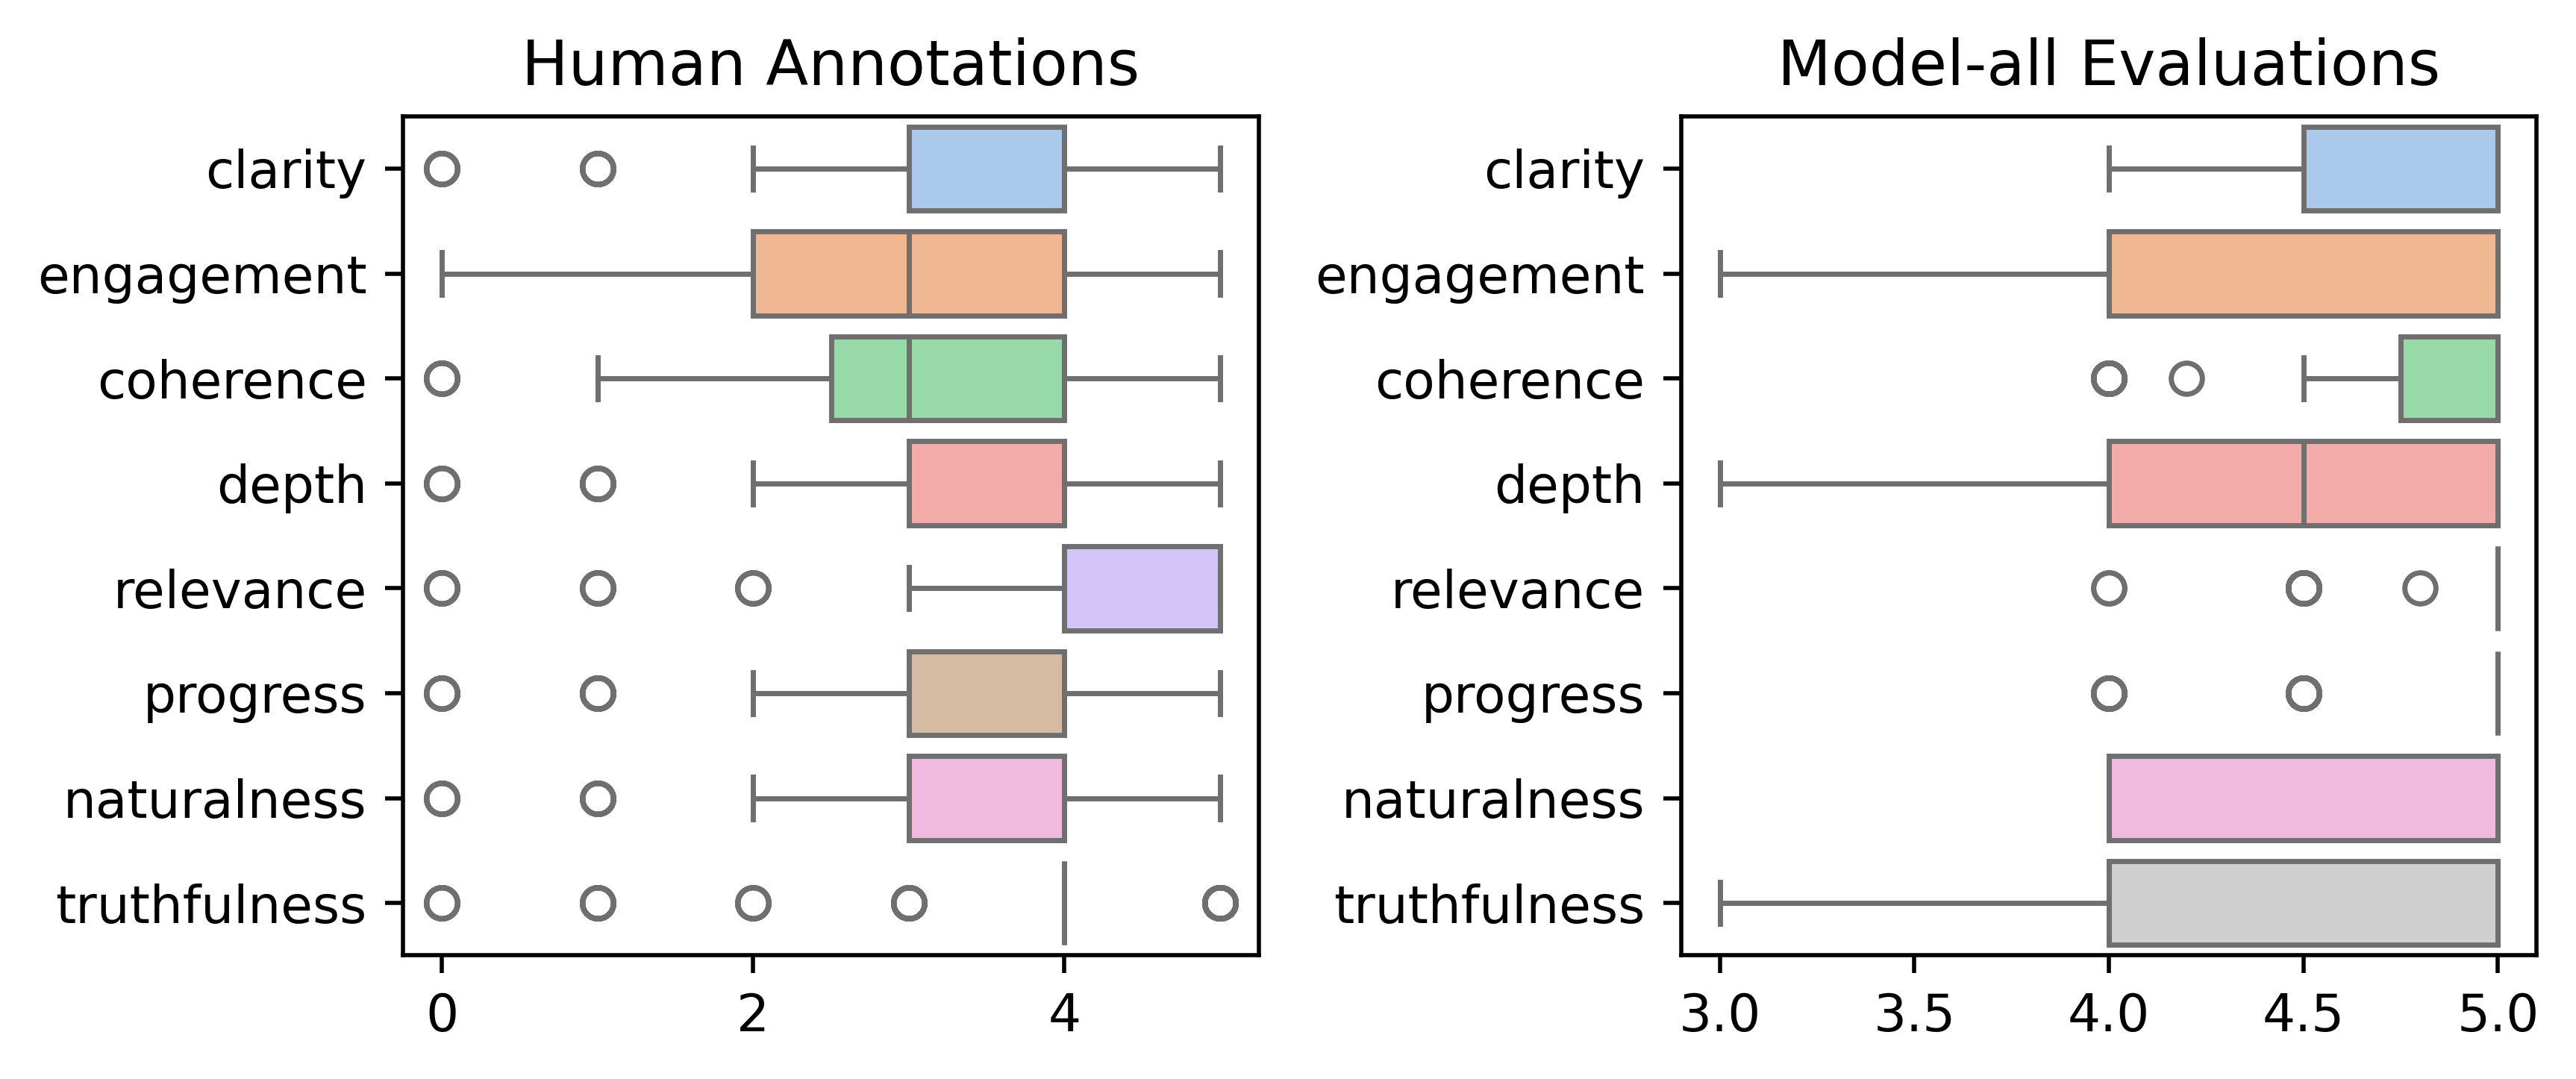 Human Annotations
clarity
engagement
coherence
depth
relevance
progress
naturalness
truthfulness
0 2 4
Model-all Evaluations
clarity
engagement
coherence
depth
relevance
progress
naturalness
truthfulness
3.0 3.5 4.0 4.5 5.0